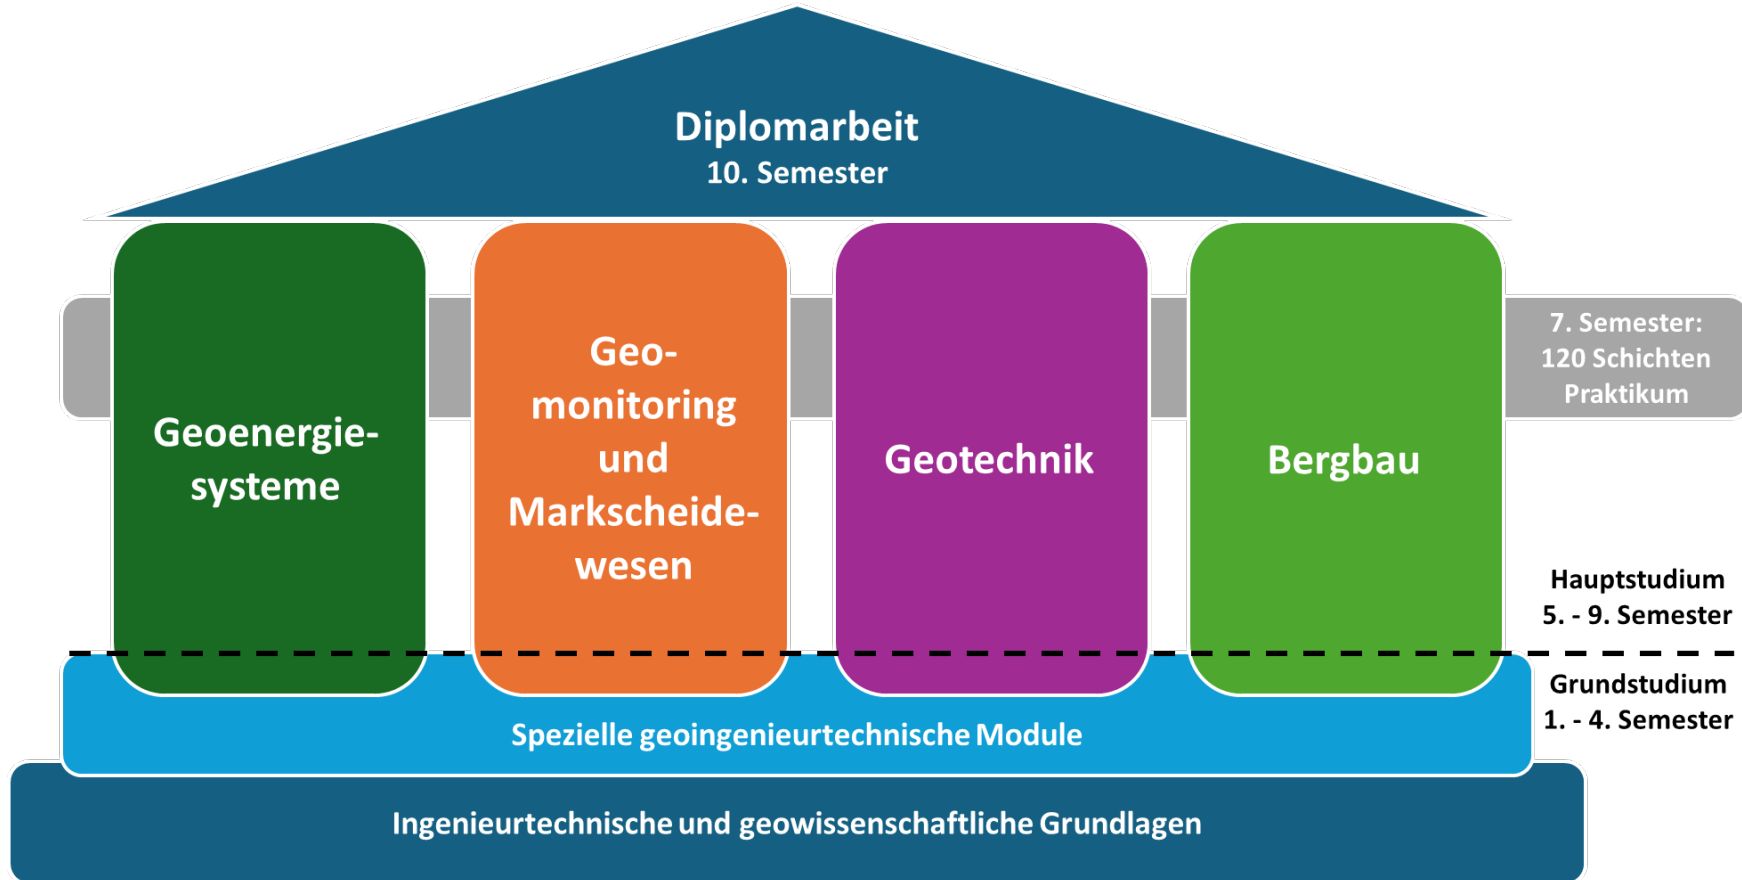 Diplomarbeit
10. Semester
7. Semester:
120 Schichten
Praktikum
Geoenergie-
systeme
Geo-
monitoring
und
Markscheide-
wesen
Geotechnik
Bergbau
Hauptstudium
5. - 9. Semester
Grundstudium
1. - 4. Semester
Spezielle geoingenieurtechnische Module
Ingenieurtechnische und geowissenschaftliche Grundlagen